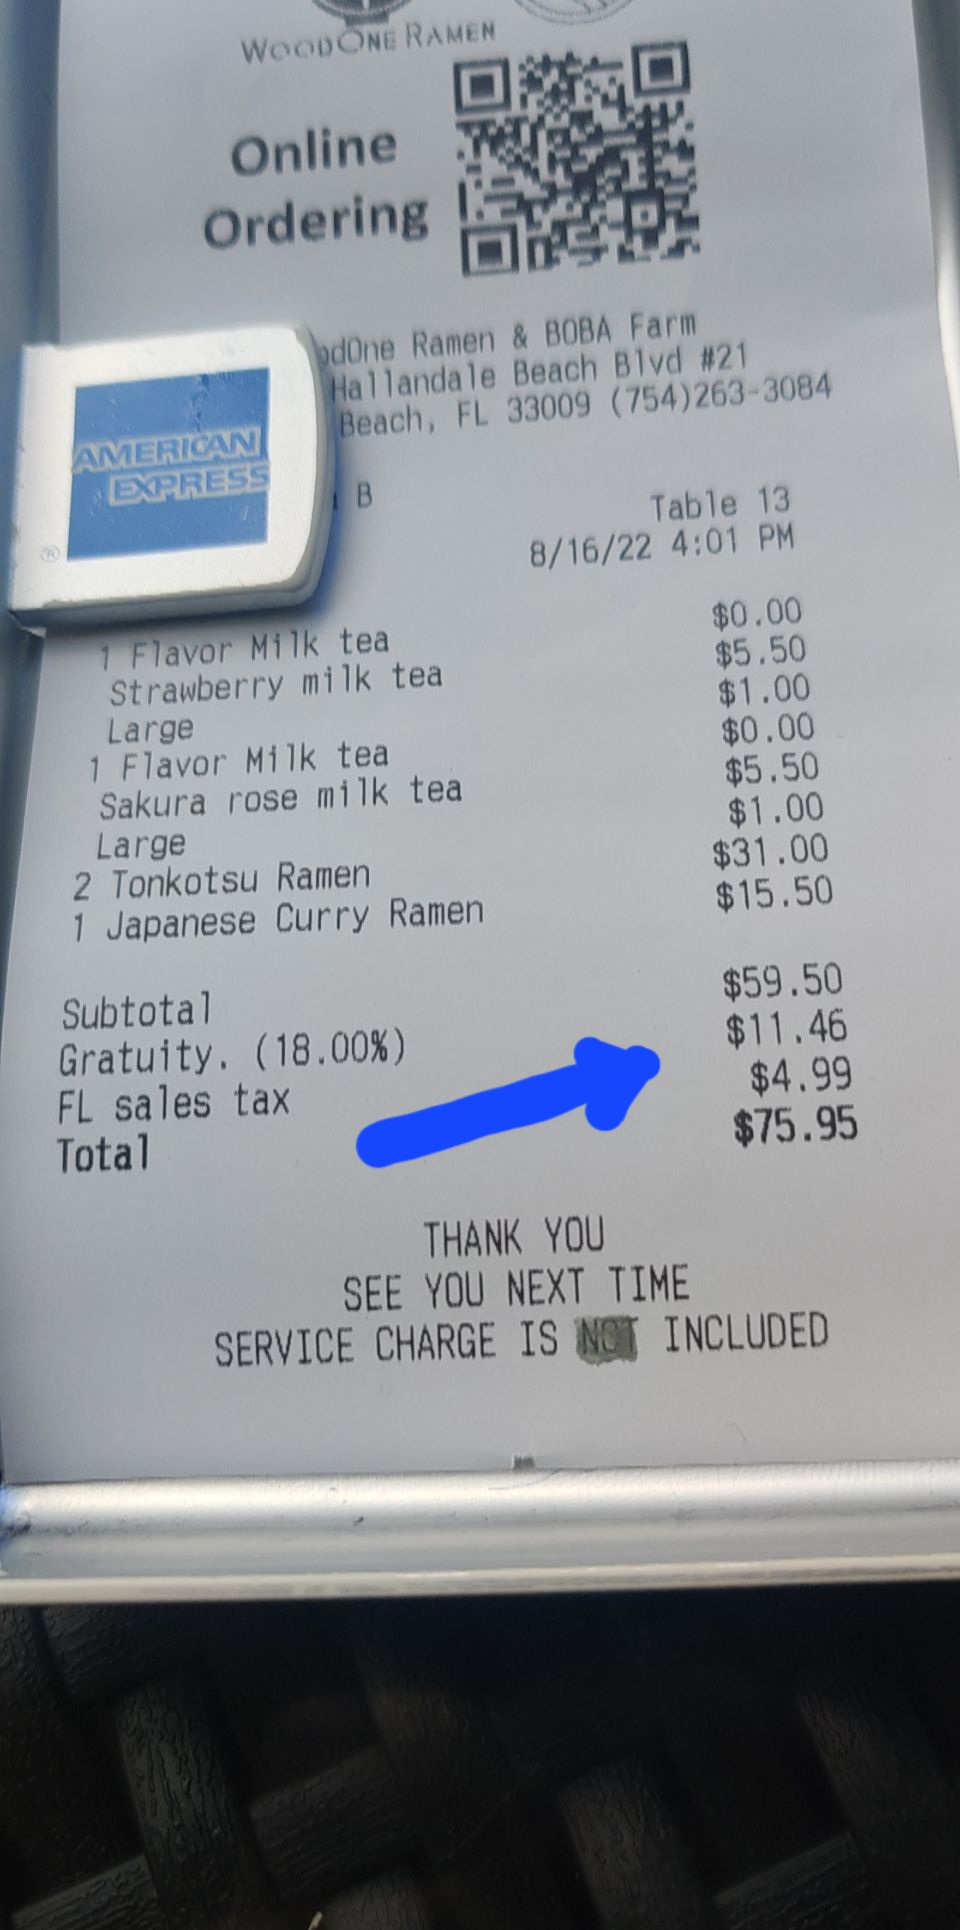 WOODONE RAMEN
Online
Ordering
odOne Ramen & BOBA Farm
Hallandale Beach Blvd #21
Beach, FL 33009 (754)263-3084
AMERICAN
EXPRESS
®
B
Table 13
8/16/22 4:01 PM
1 Flavor Milk tea $0.00
Strawberry milk tea $5.50
Large $1.00
1 Flavor Milk tea $0.00
Sakura rose milk tea $5.50
Large $1.00
2 Tonkotsu Ramen $31.00
1 Japanese Curry Ramen $15.50
Subtotal $59.50
Gratuity. (18.00%) $11.46
FL sales tax $4.99
Total $75.95
THANK YOU
SEE YOU NEXT TIME
SERVICE CHARGE IS NOT INCLUDED